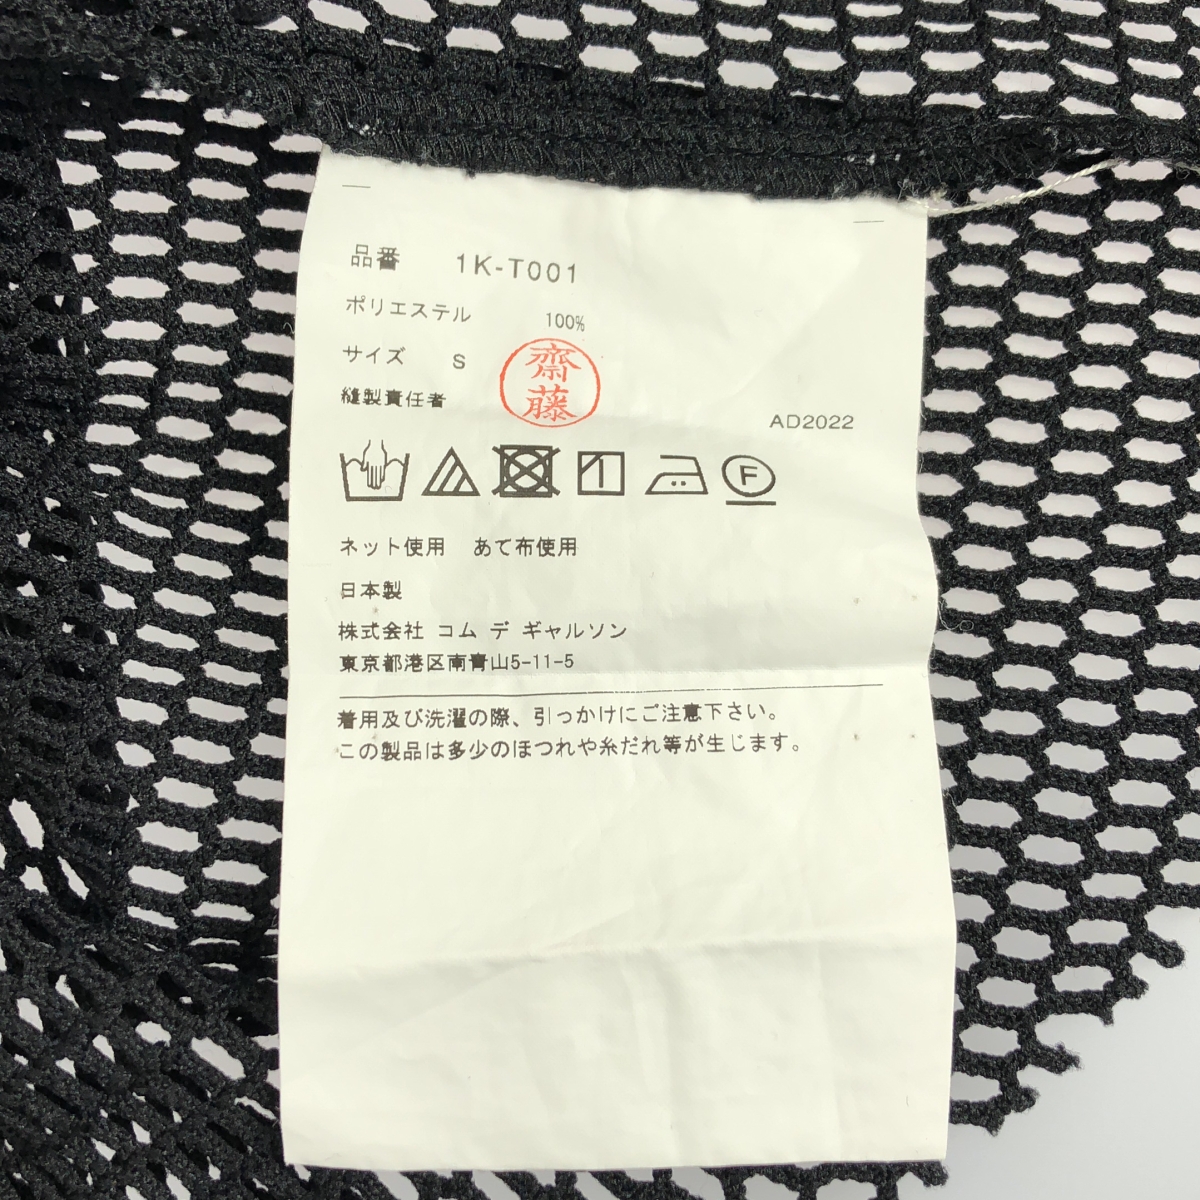 品番 1K-T001
ポリエステル 100%
サイズ S
縫製責任者
齋藤
AD2022
F
ネット使用 あて布使用
日本製
株式会社 コム デ ギャルソン
東京都港区南青山5-11-5
着用及び洗濯の際、引っかけにご注意下さい。
この製品は多少のほつれや糸だれ等が生じます。